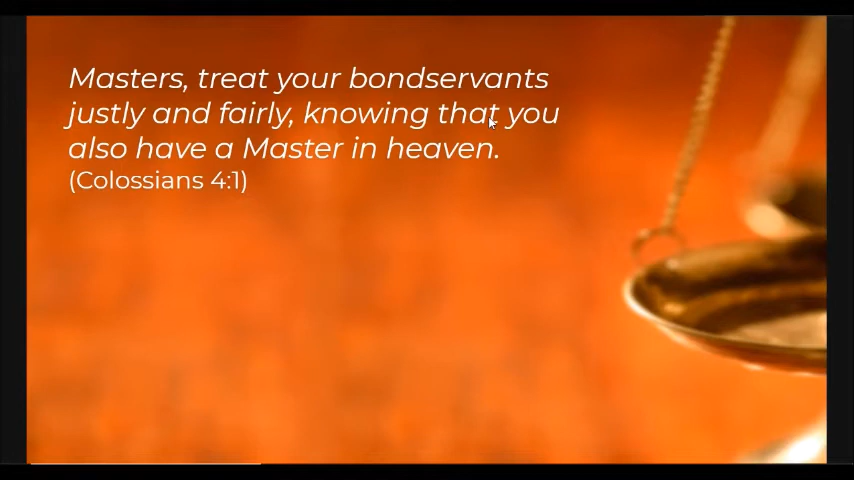 Masters, treat your bondservants
justly and fairly, knowing that you
also have a Master in heaven.
(Colossians 4:1)